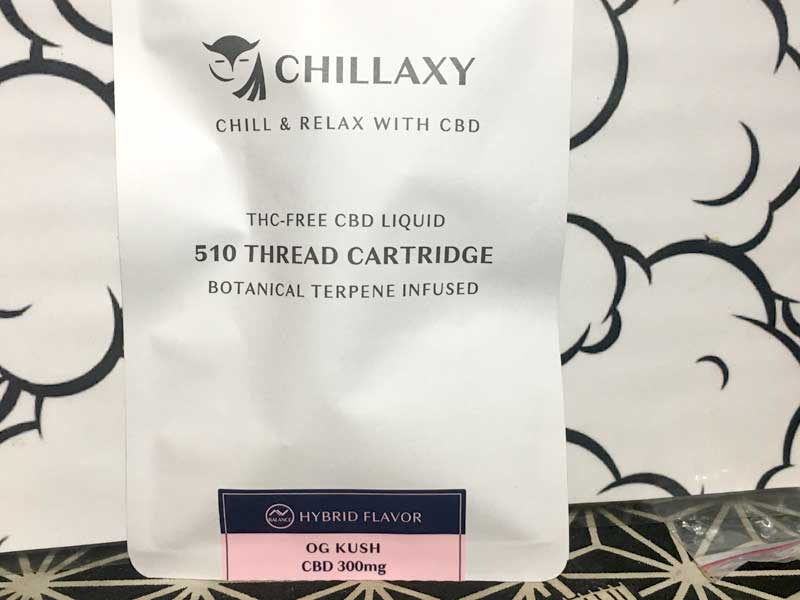 CHILLAXY
CHILL & RELAX WITH CBD
THC-FREE CBD LIQUID
510 THREAD CARTRIDGE
BOTANICAL TERPENE INFUSED
BALANCE HYBRID FLAVOR
OG KUSH
CBD 300mg